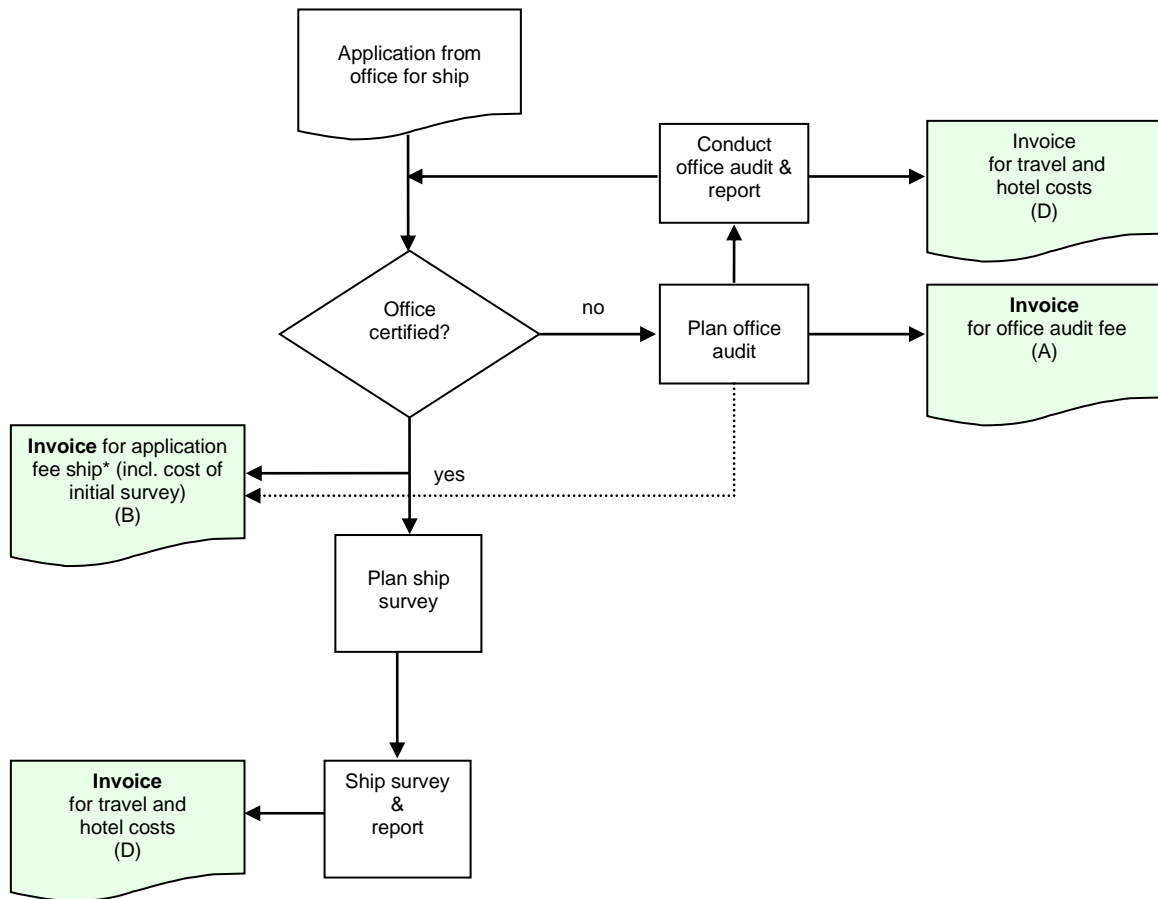 Application from
office for ship
Conduct
office audit &
report
Invoice
for travel and
hotel costs
(D)
Office
certified?
no
Plan office
audit
Invoice
for office audit fee
(A)
Invoice for application
fee ship* (incl. cost of
initial survey)
(B)
yes
Plan ship
survey
Invoice
for travel and
hotel costs
(D)
Ship survey
&
report